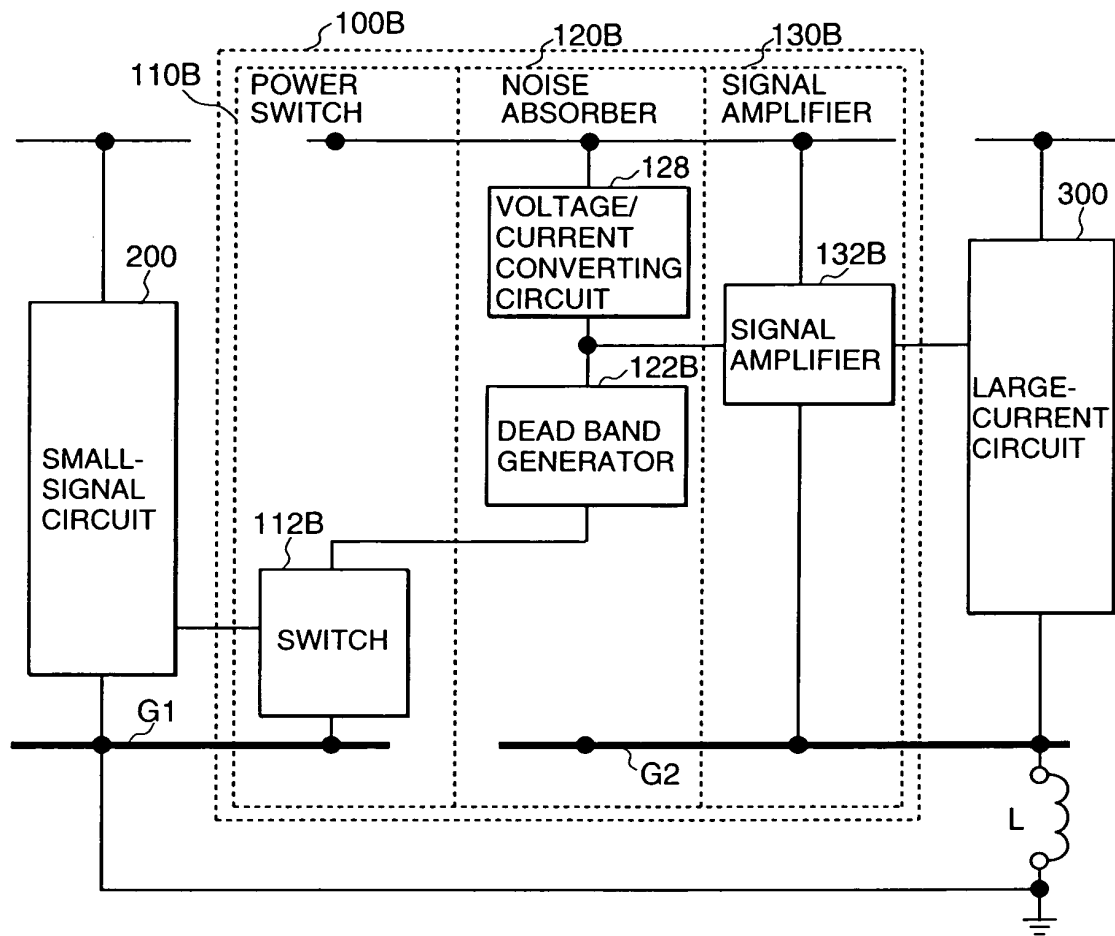 100B
120B
130B
110B
POWER
SWITCH
NOISE
ABSORBER
SIGNAL
AMPLIFIER
128
VOLTAGE/
CURRENT
CONVERTING
CIRCUIT
300
200
132B
SIGNAL
AMPLIFIER
122B
LARGE-
CURRENT
CIRCUIT
DEAD BAND
GENERATOR
SMALL-
SIGNAL
CIRCUIT
112B
SWITCH
G1
G2
L